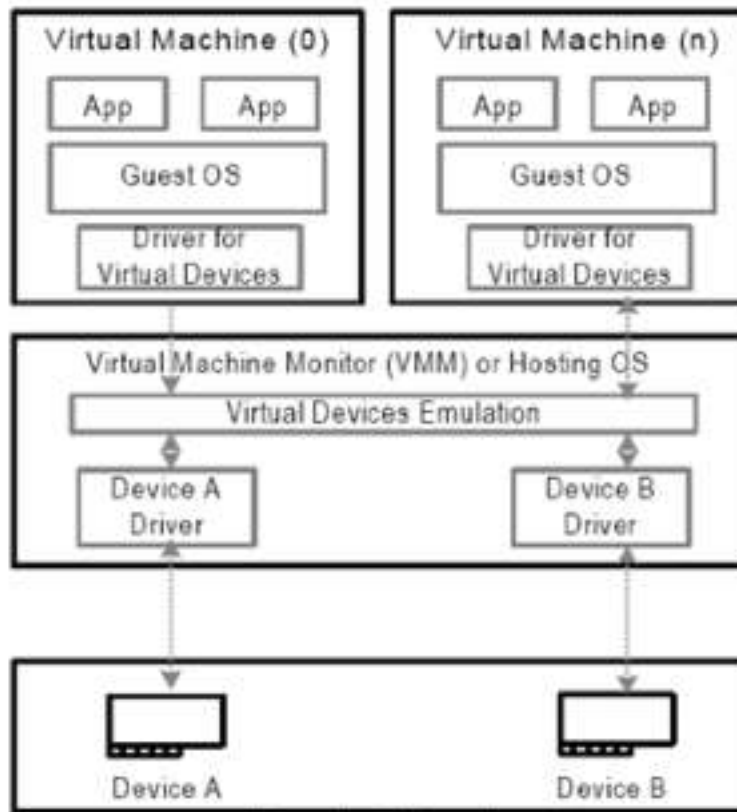 Virtual Machine (0)
App App
Guest OS
Driver for
Virtual Devices
Virtual Machine (n)
App App
Guest OS
Driver for
Virtual Devices
Virtual Machine Monitor (VMM) or Hosting OS
Virtual Devices Emulation
Device A
Driver
Device B
Driver
Device A
Device B